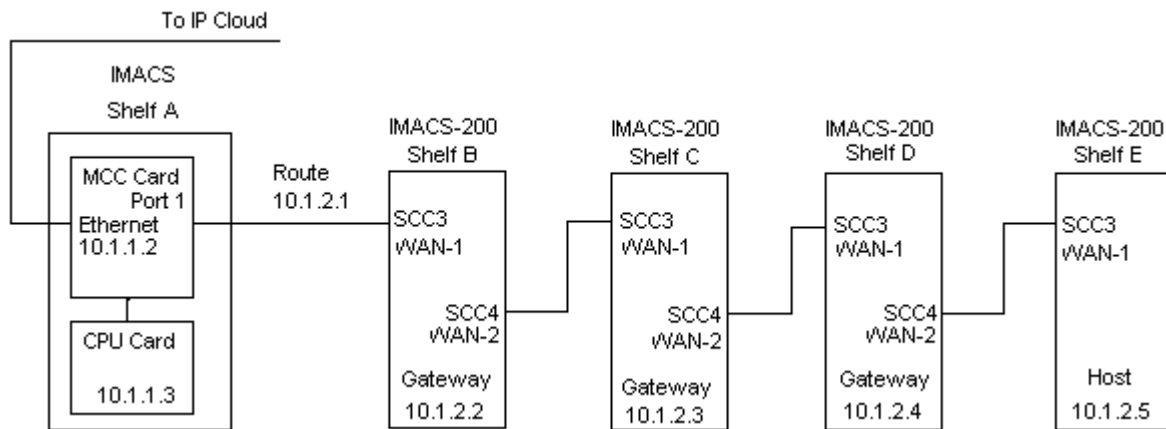 To IP Cloud
IMACS
Shelf A
MCC Card
Port 1
Ethernet
10.1.1.2
CPU Card
10.1.1.3
Route
10.1.2.1
IMACS-200
Shelf B
SCC3
WAN-1
SCC4
WAN-2
Gateway
10.1.2.2
IMACS-200
Shelf C
SCC3
WAN-1
SCC4
WAN-2
Gateway
10.1.2.3
IMACS-200
Shelf D
SCC3
WAN-1
SCC4
WAN-2
Gateway
10.1.2.4
IMACS-200
Shelf E
SCC3
WAN-1
Host
10.1.2.5